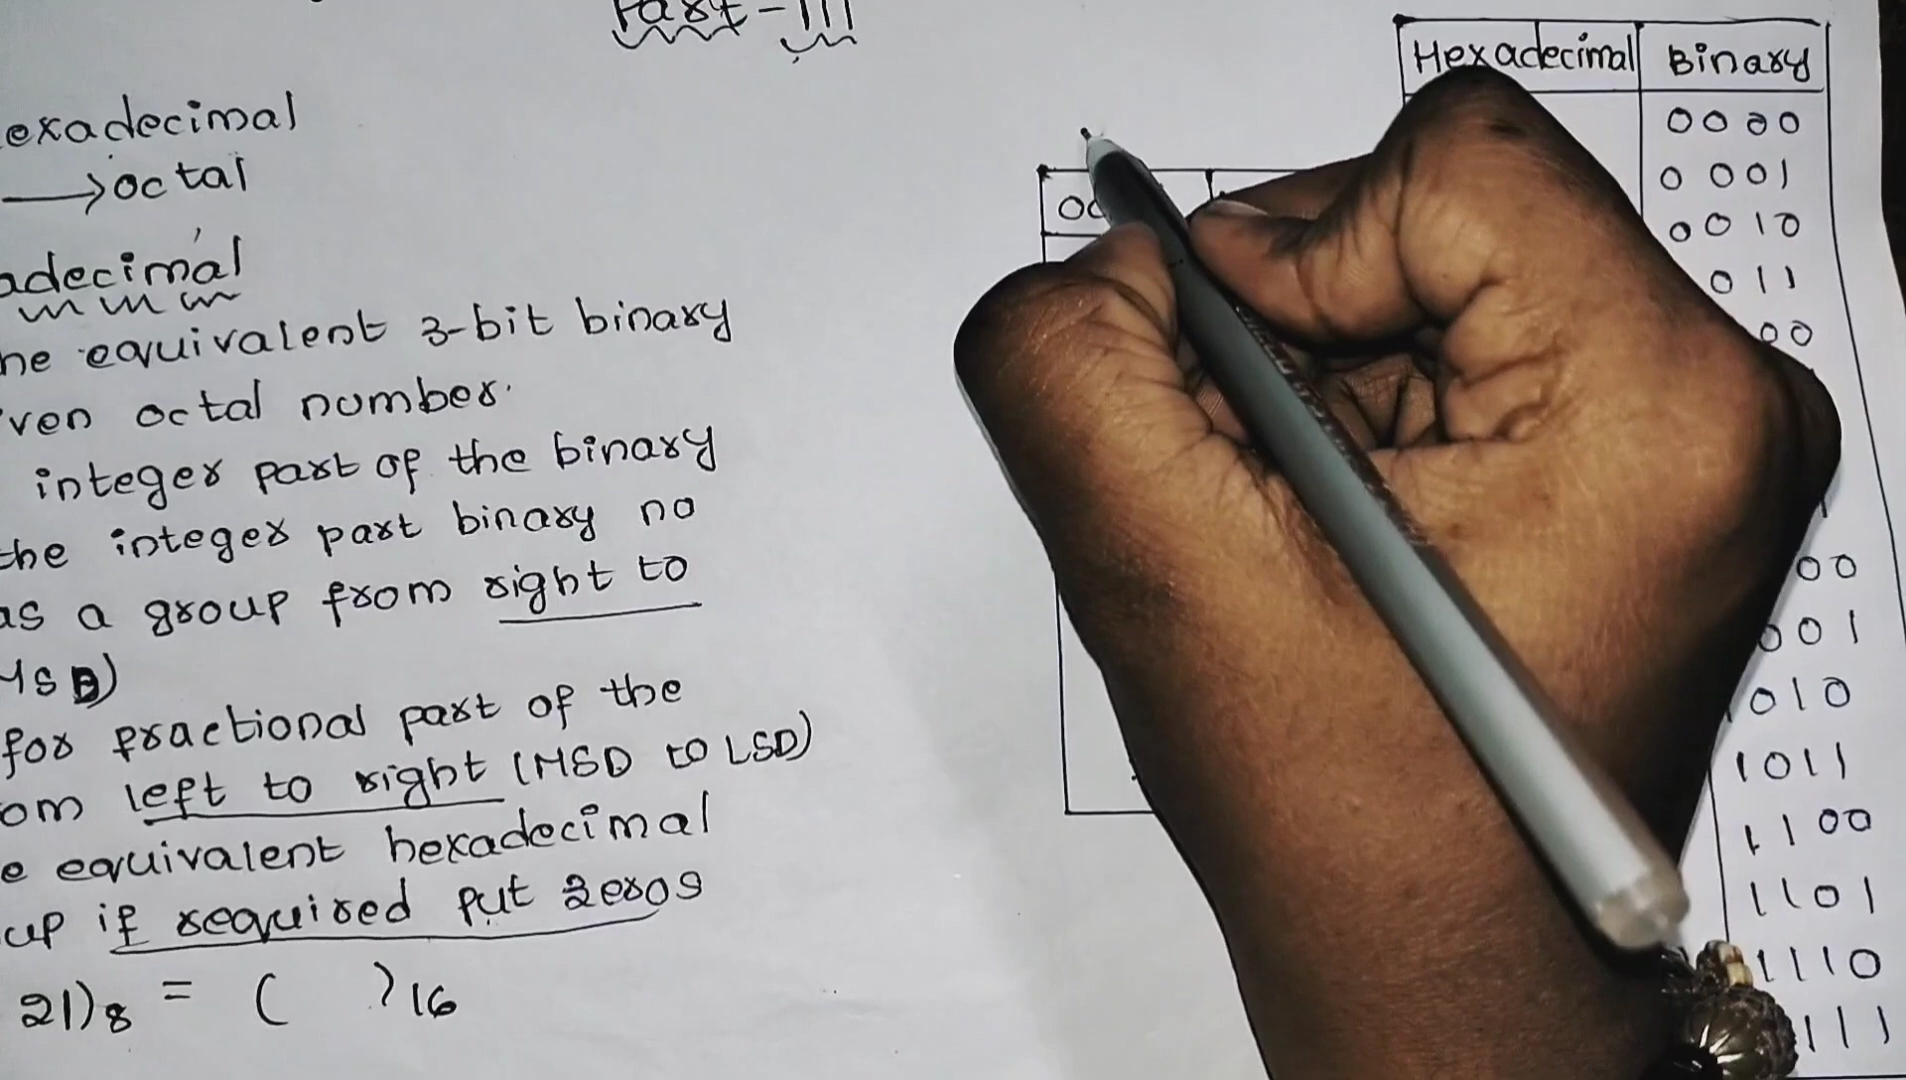 Part-III
exadecimal
→octal
adecimal
he equivalent 3-bit binary
ven octal number.
integer part of the binary
the integer part binary no
as a group from right to
MSD)
for fractional part of the
om left to right (MSD to LSD)
e equivalent hexadecimal
up if required put zeros
21)8 = (    )16
Hexadecimal Binary
0000
0001
0010
011
00
00
001
010
1011
1100
1101
1110
111